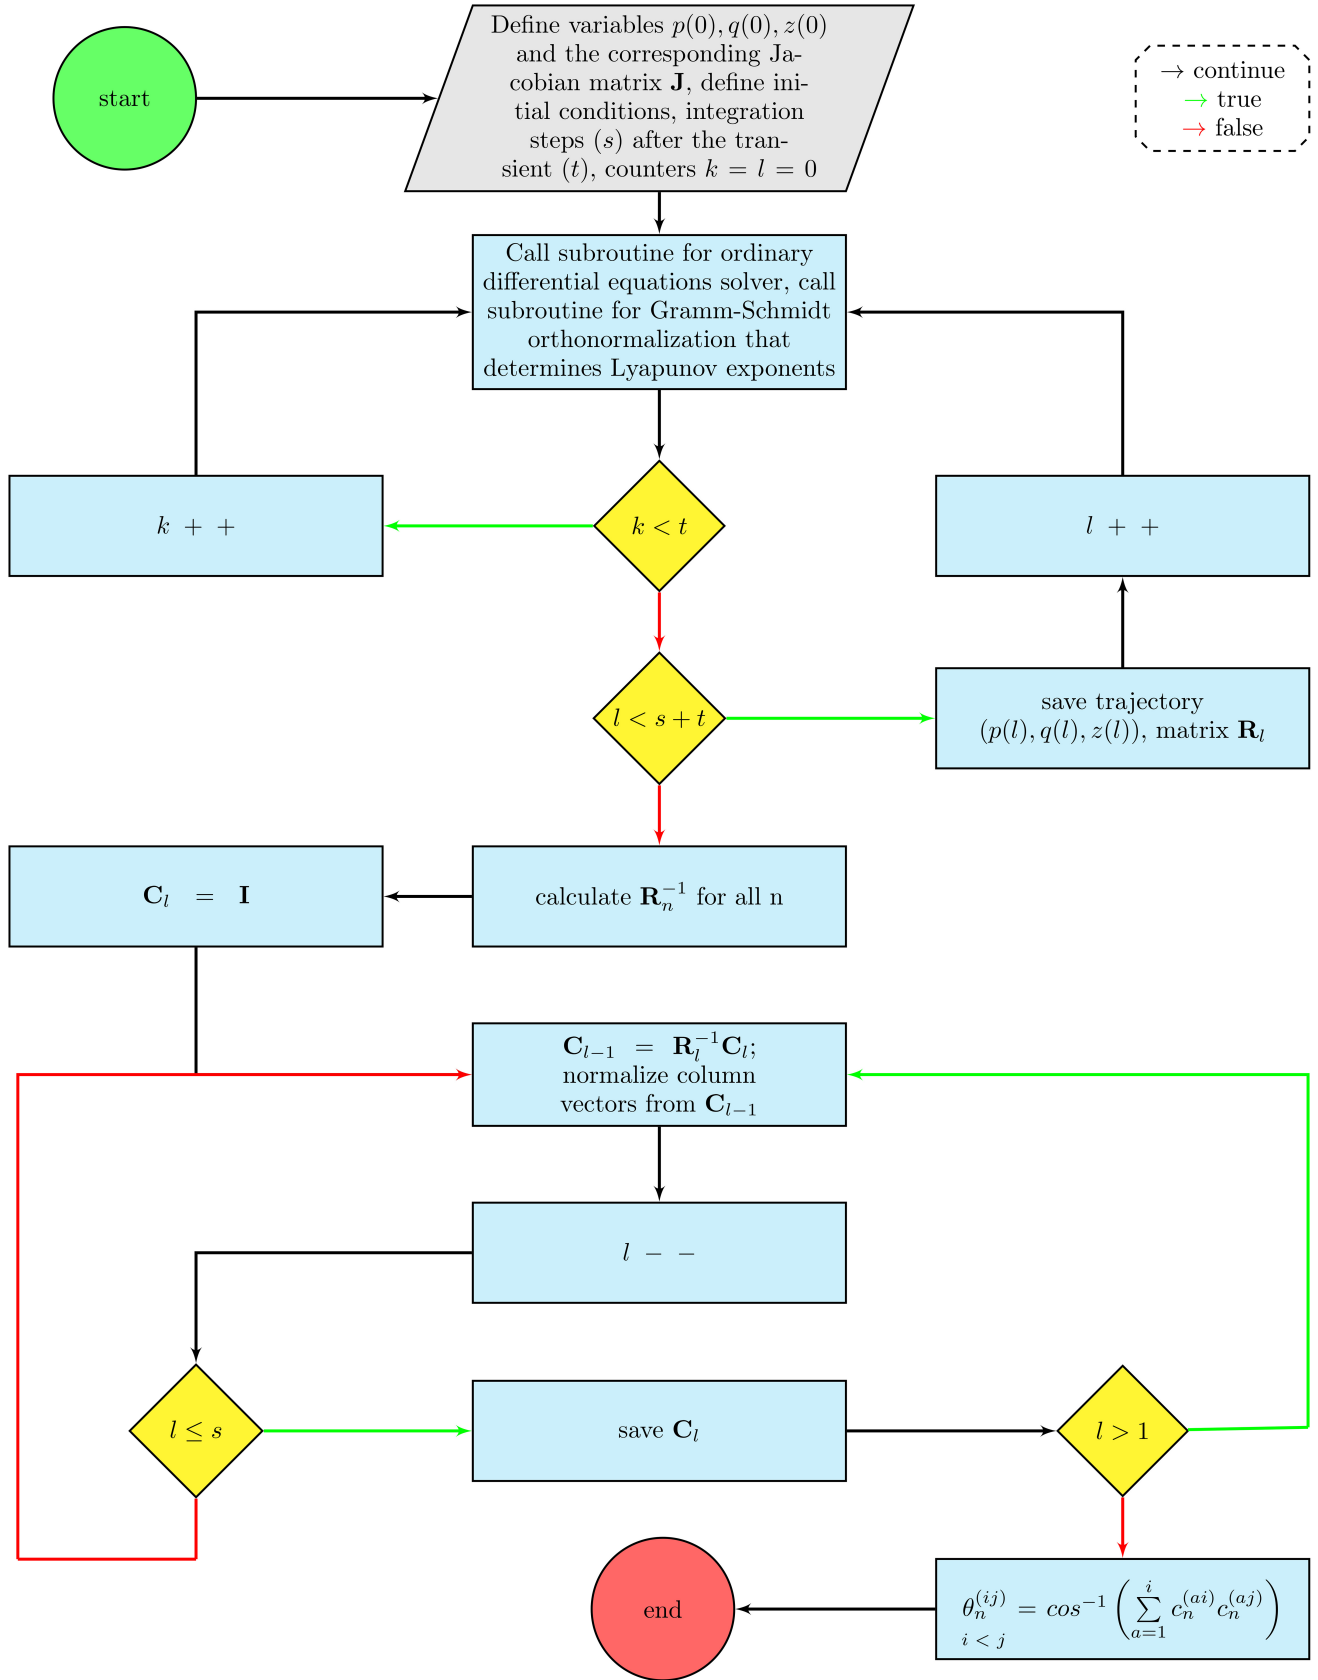 start
Define variables p(0), q(0), z(0)
and the corresponding Ja-
cobian matrix J, define ini-
tial conditions, integration
steps (s) after the tran-
sient (t), counters k = l = 0
→ continue
→ true
→ false
Call subroutine for ordinary
differential equations solver, call
subroutine for Gramm-Schmidt
orthonormalization that
determines Lyapunov exponents
k + +
k < t
l + +
l < s + t
save trajectory
(p(l), q(l), z(l)), matrix R_l
C_l = I
calculate R_n^{-1} for all n
C_{l-1} = R_l^{-1}C_l;
normalize column
vectors from C_{l-1}
l - -
l ≤ s
save C_l
l > 1
end
θ_n^{(ij)} = cos^{-1} ( ∑_{a=1}^{i} c_n^{(ai)} c_n^{(aj)} )
i < j